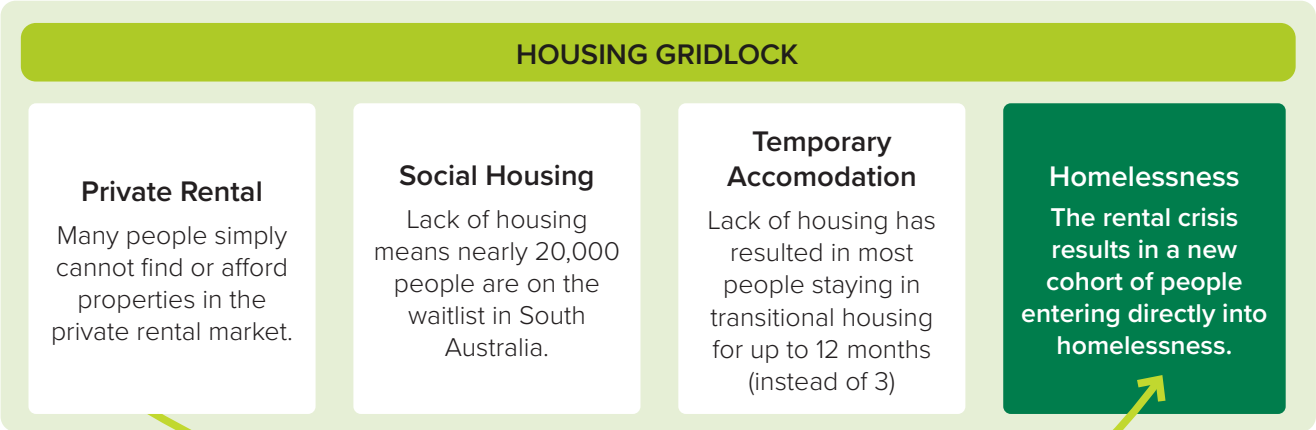 HOUSING GRIDLOCK
Private Rental
Many people simply
cannot find or afford
properties in the
private rental market.
Social Housing
Lack of housing
means nearly 20,000
people are on the
waitlist in South
Australia.
Temporary
Accomodation
Lack of housing has
resulted in most
people staying in
transitional housing
for up to 12 months
(instead of 3)
Homelessness
The rental crisis
results in a new
cohort of people
entering directly into
homelessness.